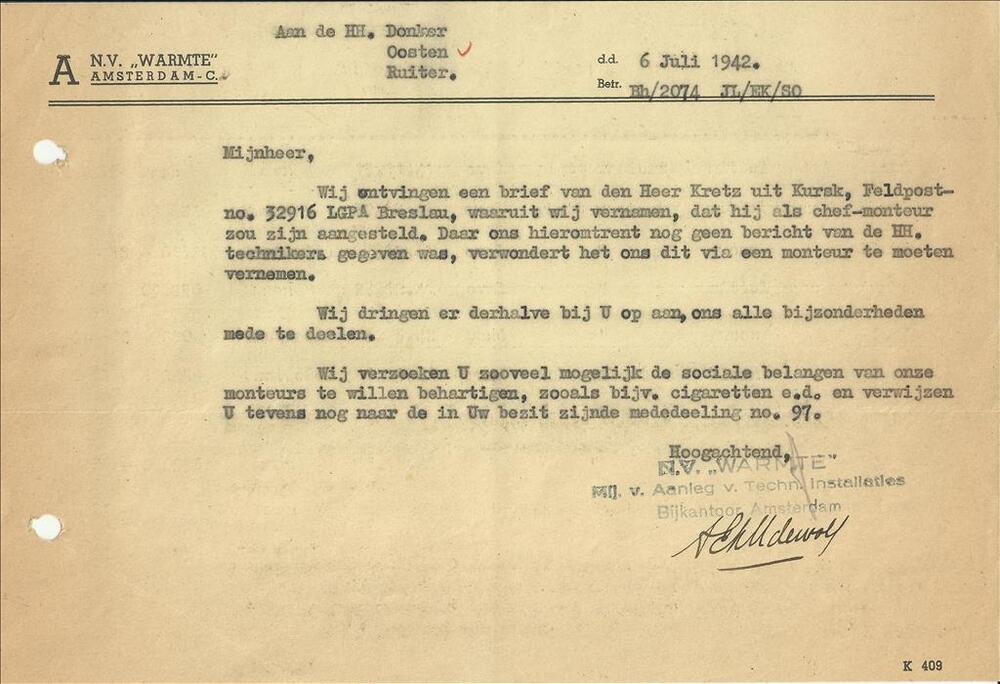 Aan de HH. Donker
Oosten
Ruiter.
A N.V. „WARMTE"
AMSTERDAM-C.
d.d. 6 Juli 1942.
Betr. Bh/2074 JL/EK/SO
Mijnheer,
Wij ontvingen een brief van den Heer Kretz uit Kursk, Feldpost-
no. 32916 LGPA Breslau, waaruit wij vernamen, dat hij als chef-monteur
zou zijn aangesteld. Daar ons hieromtrent nog geen bericht van de HH.
technikers gegeven was, verwondert het ons dit via een monteur te moeten
vernemen.
Wij dringen er derhalve bij U op aan, ons alle bijzonderheden
mede te deelen.
Wij verzoeken U zooveel mogelijk de sociale belangen van onze
monteurs te willen behartigen, zooals bijv. cigaretten e.d. en verwijzen
U tevens nog naar de in Uw bezit zijnde mededeeling no. 97.
Hoogachtend,
N.V. „WARMTE"
Mij. v. Aanleg v. Techn. Installaties
Bijkantoor Amsterdam
K 409